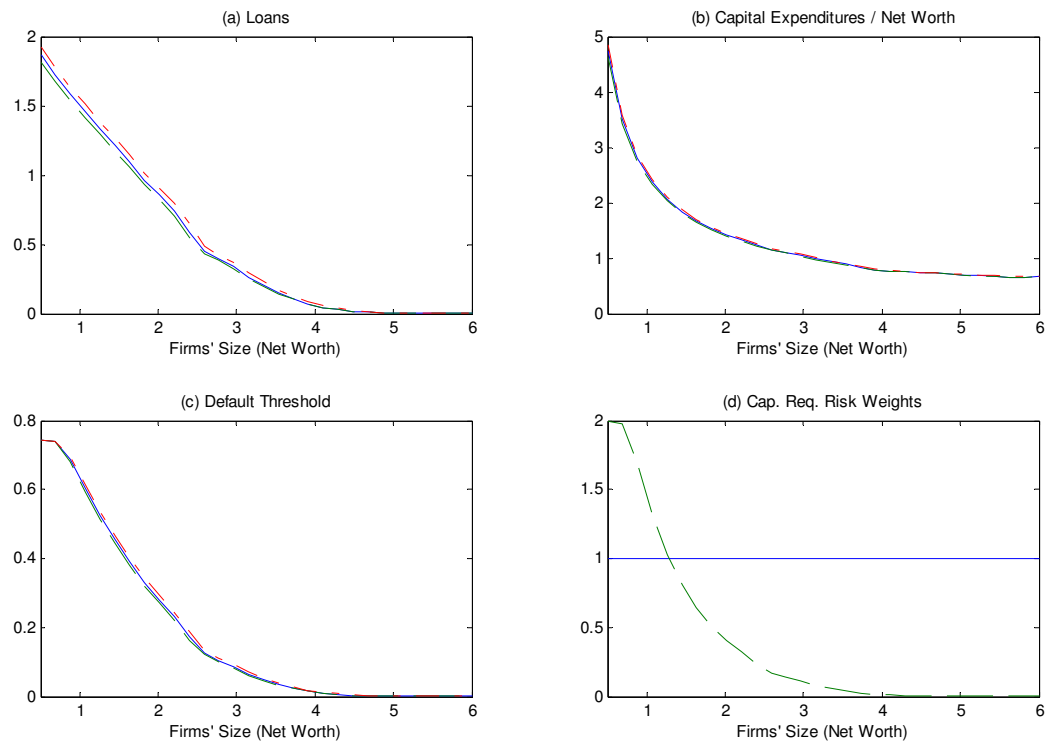 (a) Loans
2
1.5
1
0.5
0
1 2 3 4 5 6
Firms' Size (Net Worth)
(b) Capital Expenditures / Net Worth
5
4
3
2
1
0
1 2 3 4 5 6
Firms' Size (Net Worth)
(c) Default Threshold
0.8
0.6
0.4
0.2
0
1 2 3 4 5 6
Firms' Size (Net Worth)
(d) Cap. Req. Risk Weights
2
1.5
1
0.5
0
1 2 3 4 5 6
Firms' Size (Net Worth)